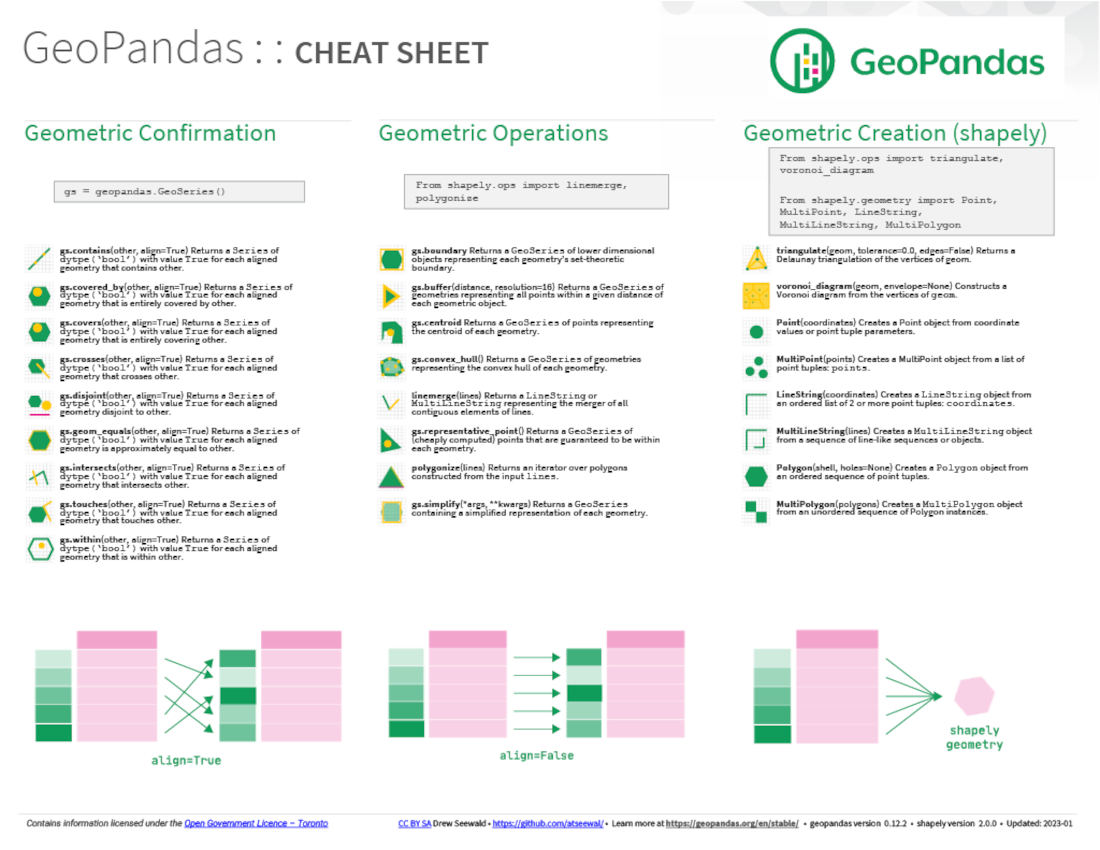 GeoPandas :: CHEAT SHEET
GeoPandas
Geometric Confirmation
gs = geopandas.GeoSeries()
gs.contains(other, align=True) Returns a Series of
dytpe('bool') with value True for each aligned
geometry that contains other.
gs.covered_by(other, align=True) Returns a Series of
dytpe('bool') with value True for each aligned
geometry that is entirely covered by other.
gs.covers(other, align=True) Returns a Series of
dytpe('bool') with value True for each aligned
geometry that is entirely covering other.
gs.crosses(other, align=True) Returns a Series of
dytpe('bool') with value True for each aligned
geometry that crosses other.
gs.disjoint(other, align=True) Returns a Series of
dytpe('bool') with value True for each aligned
geometry disjoint to other.
gs.geom_equals(other, align=True) Returns a Series of
dytpe('bool') with value True for each aligned
geometry is approximately equal to other.
gs.intersects(other, align=True) Returns a Series of
dytpe('bool') with value True for each aligned
geometry that intersects other.
gs.touches(other, align=True) Returns a Series of
dytpe('bool') with value True for each aligned
geometry that touches other.
gs.within(other, align=True) Returns a Series of
dytpe('bool') with value True for each aligned
geometry that is within other.
align=True
Geometric Operations
From shapely.ops import linemerge,
polygonize
gs.boundary Returns a GeoSeries of lower dimensional
objects representing each geometry's set-theoretic
boundary.
gs.buffer(distance, resolution=16) Returns a GeoSeries of
geometries representing all points within a given distance of
each geometric object.
gs.centroid Returns a GeoSeries of points representing
the centroid of each geometry.
gs.convex_hull() Returns a GeoSeries of geometries
representing the convex hull of each geometry.
linemerge(lines) Returns a LineString or
MultiLineString representing the merger of all
contiguous elements of lines.
gs.representative_point() Returns a GeoSeries of
(cheaply computed) points that are guaranteed to be within
each geometry.
polygonize(lines) Returns an iterator over polygons
constructed from the input lines.
gs.simplify(*args, **kwargs) Returns a GeoSeries
containing a simplified representation of each geometry.
align=False
Geometric Creation (shapely)
From shapely.ops import triangulate,
voronoi_diagram
From shapely.geometry import Point,
MultiPoint, LineString,
MultiLineString, MultiPolygon
triangulate(geom, tolerance=0.0, edges=False) Returns a
Delaunay triangulation of the vertices of geom.
voronoi_diagram(geom, envelope=None) Constructs a
Voronoi diagram from the vertices of geom.
Point(coordinates) Creates a Point object from coordinate
values or point tuple parameters.
MultiPoint(points) Creates a MultiPoint object from a list of
point tuples: points.
LineString(coordinates) Creates a LineString object from
an ordered list of 2 or more point tuples: coordinates.
MultiLineString(lines) Creates a MultiLineString object
from a sequence of line-like sequences or objects.
Polygon(shell, holes=None) Creates a Polygon object from
an ordered sequence of point tuples.
MultiPolygon(polygons) Creates a MultiPolygon object
from an unordered sequence of Polygon instances.
shapely
geometry
Contains information licensed under the Open Government Licence – Toronto
CC BY SA Drew Seewald • https://github.com/atseewal/ • Learn more at https://geopandas.org/en/stable/ • geopandas version 0.12.2 • shapely version 2.0.0 • Updated: 2023-01